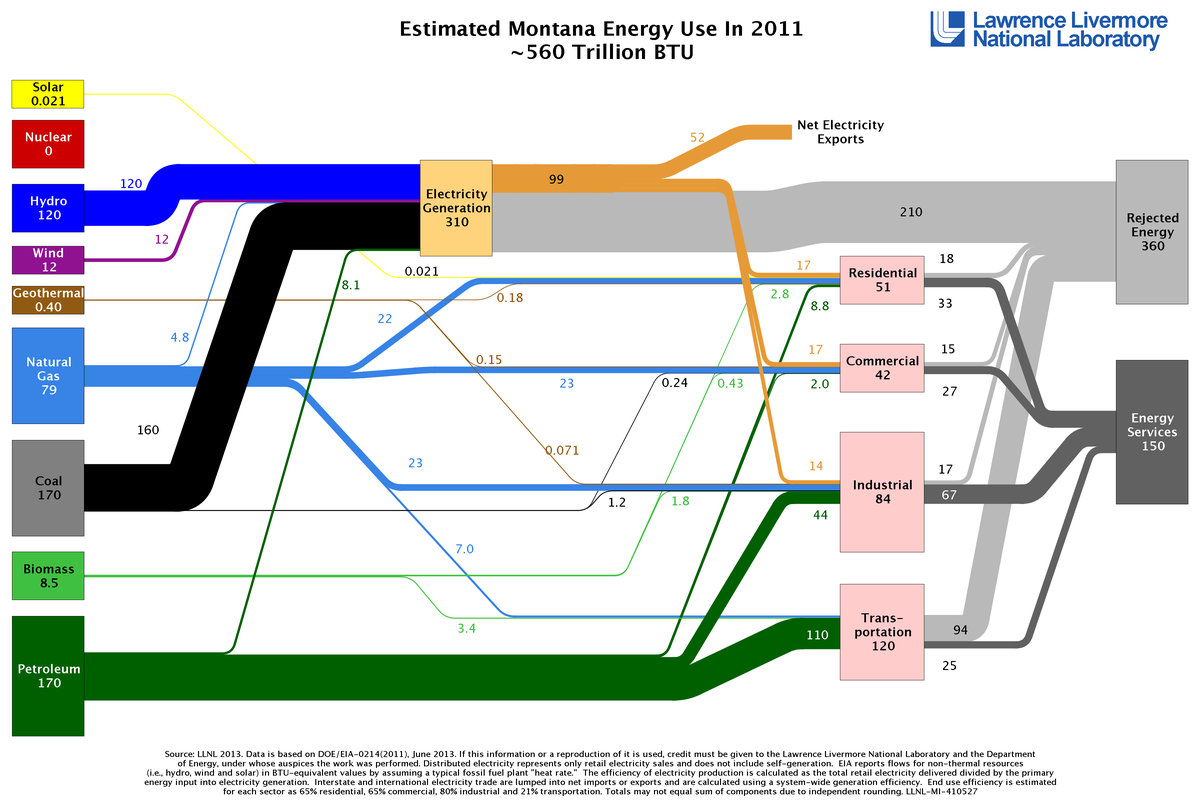 Estimated Montana Energy Use In 2011
~560 Trillion BTU
Lawrence Livermore
National Laboratory
Solar
0.021
Nuclear
0
Hydro
120
Wind
12
Geothermal
0.40
Natural
Gas
79
Coal
170
Biomass
8.5
Petroleum
170
120
12
4.8
160
8.1
22
0.021
0.18
0.15
23
0.24
0.43
2.8
0.071
23
1.2
1.8
7.0
3.4
Electricity
Generation
310
99
52
Net Electricity
Exports
210
17
8.8
17
2.0
14
44
110
Residential
51
Commercial
42
Industrial
84
Trans-
portation
120
18
33
15
27
17
67
94
25
Rejected
Energy
360
Energy
Services
150
Source: LLNL 2013. Data is based on DOE/EIA-0214(2011), June 2013. If this information or a reproduction of it is used, credit must be given to the Lawrence Livermore National Laboratory and the Department
of Energy, under whose auspices the work was performed. Distributed electricity represents only retail electricity sales and does not include self-generation. EIA reports flows for non-thermal resources
(i.e., hydro, wind and solar) in BTU-equivalent values by assuming a typical fossil fuel plant "heat rate." The efficiency of electricity production is calculated as the total retail electricity delivered divided by the primary
energy input into electricity generation. Interstate and international electricity trade are lumped into net imports or exports and are calculated using a system-wide generation efficiency. End use efficiency is estimated
for each sector as 65% residential, 65% commercial, 80% industrial and 21% transportation. Totals may not equal sum of components due to independent rounding. LLNL-MI-410527